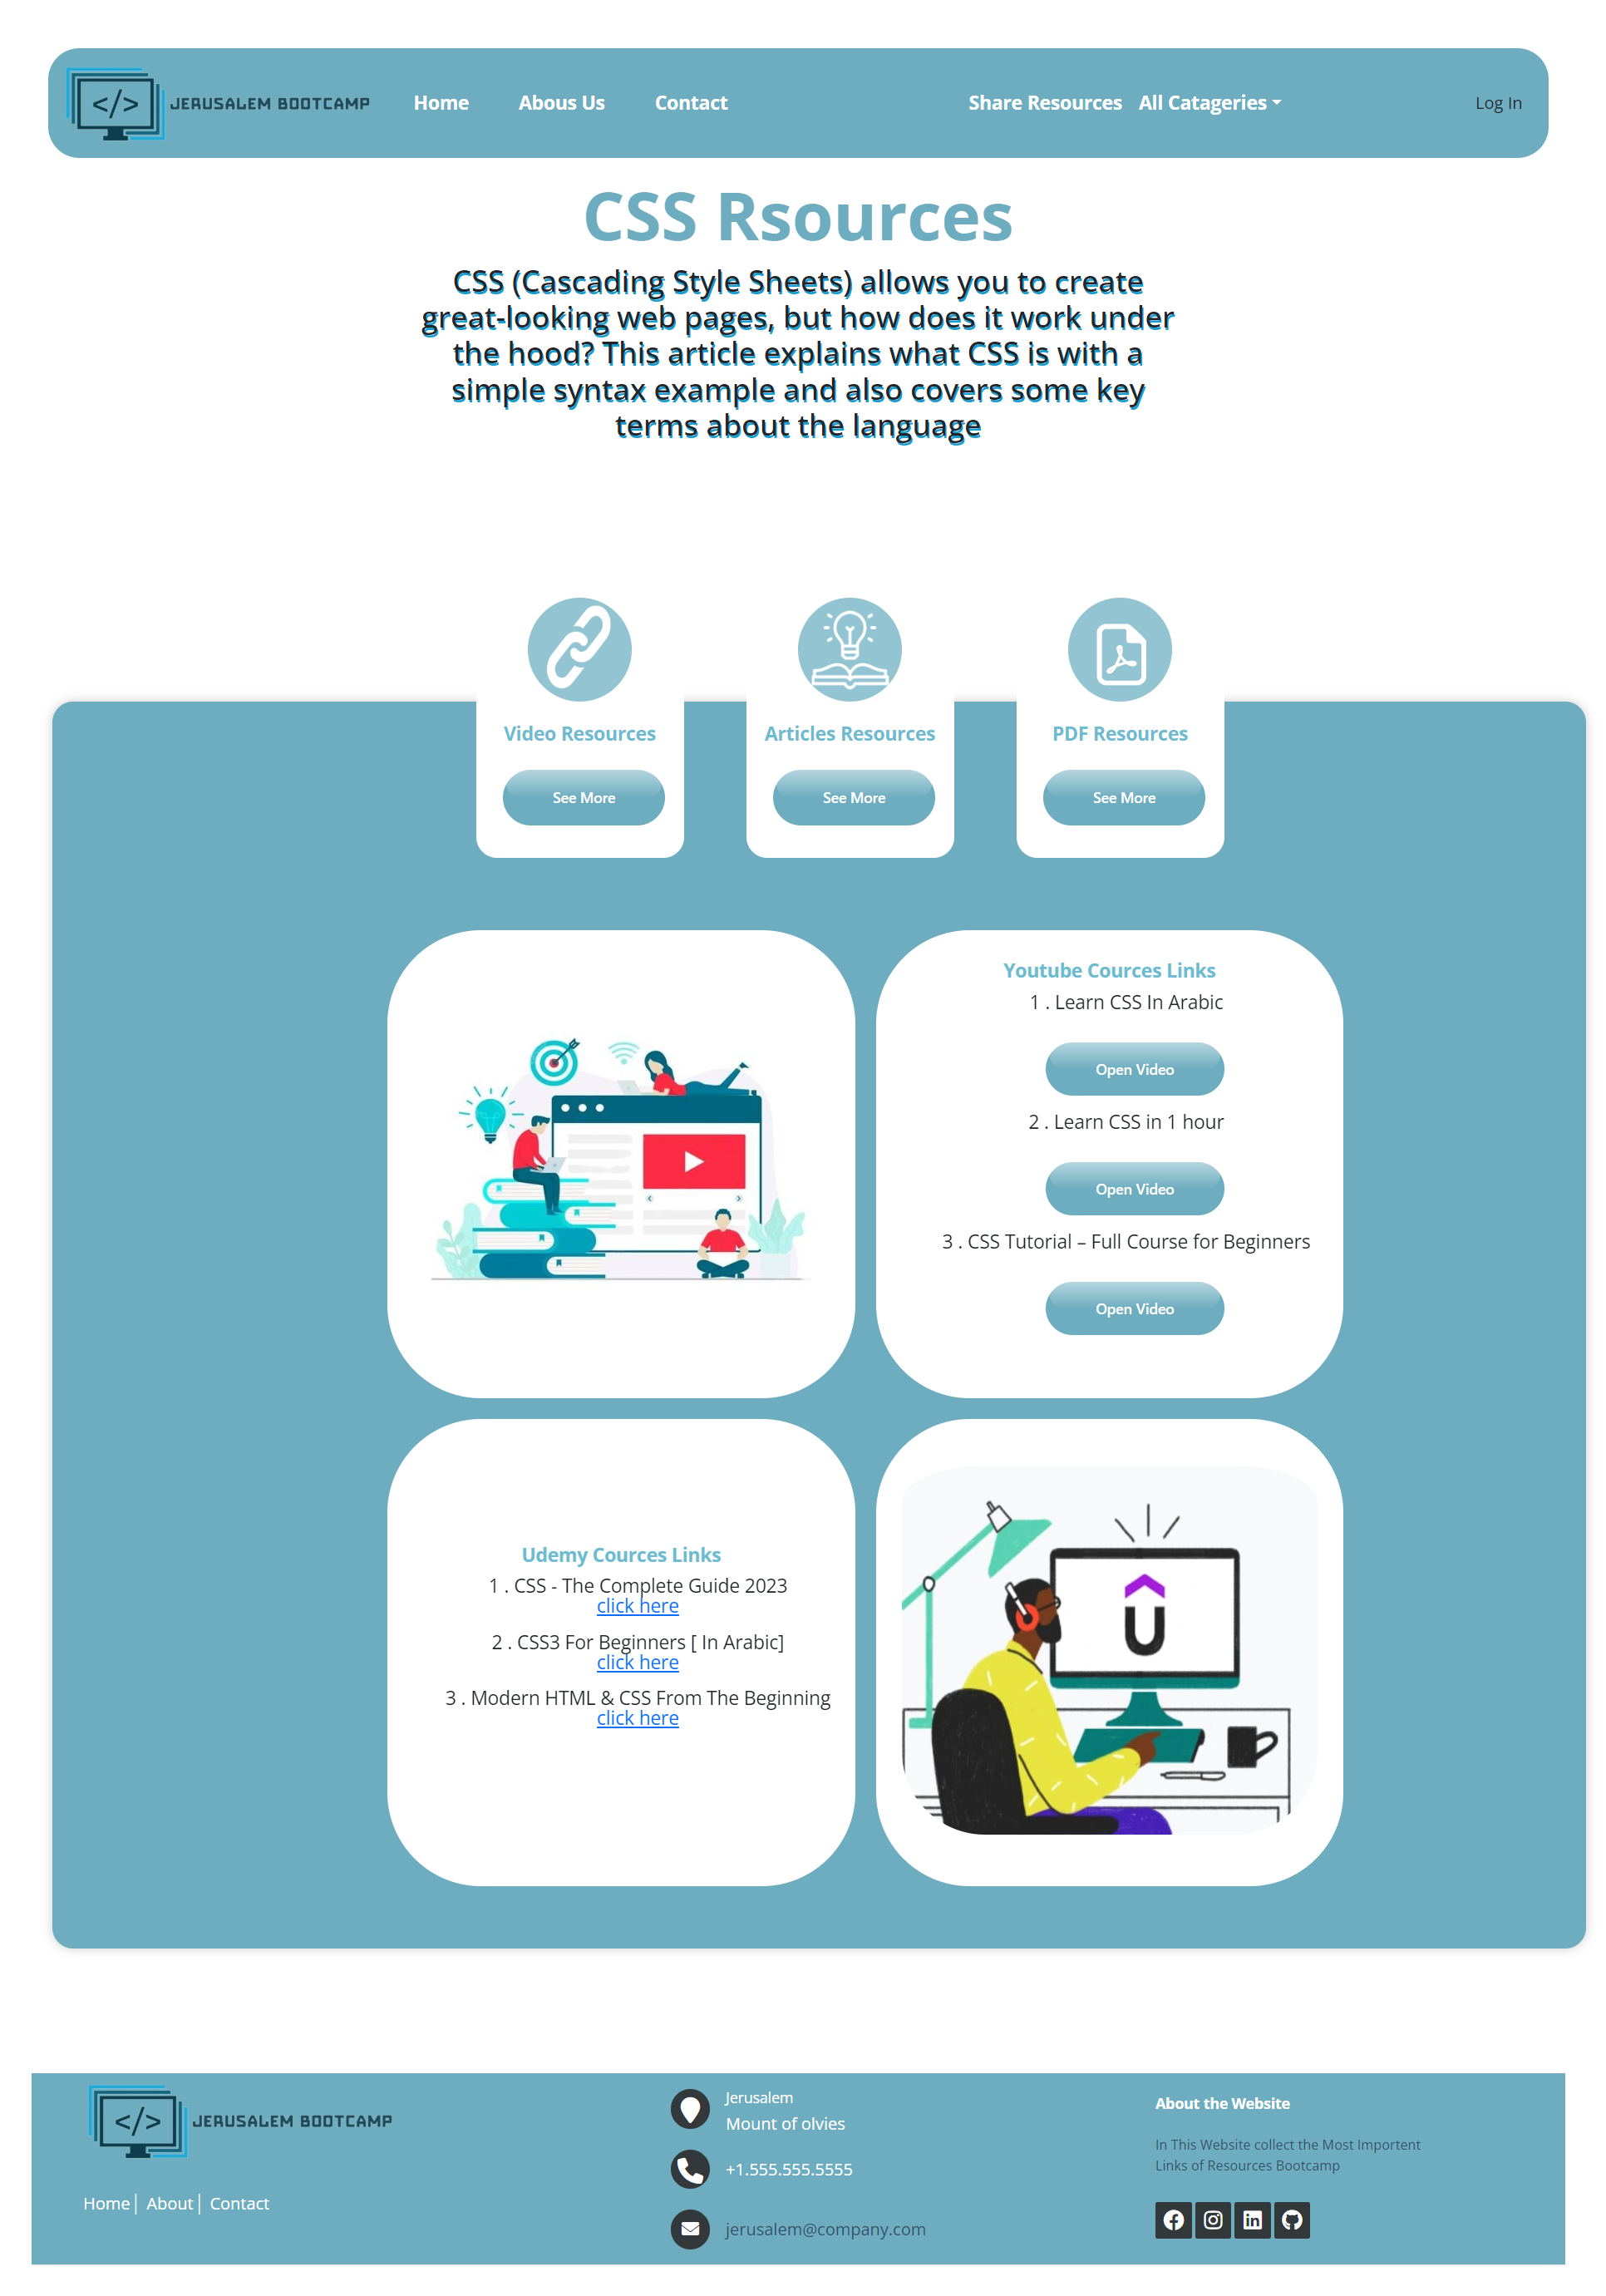 </> JERUSALEM BOOTCAMP Home Abous Us Contact Share Resources All Catageries Log In
CSS Rsources
CSS (Cascading Style Sheets) allows you to create
great-looking web pages, but how does it work under
the hood? This article explains what CSS is with a
simple syntax example and also covers some key
terms about the language
Video Resources
See More
Articles Resources
See More
PDF Resources
See More
Youtube Cources Links
1 . Learn CSS In Arabic
Open Video
2 . Learn CSS in 1 hour
Open Video
3 . CSS Tutorial – Full Course for Beginners
Open Video
Udemy Cources Links
1 . CSS - The Complete Guide 2023
click here
2 . CSS3 For Beginners [ In Arabic]
click here
3 . Modern HTML & CSS From The Beginning
click here
</> JERUSALEM BOOTCAMP
Home| About| Contact
Jerusalem
Mount of olvies
+1.555.555.5555
jerusalem@company.com
About the Website
In This Website collect the Most Importent
Links of Resources Bootcamp